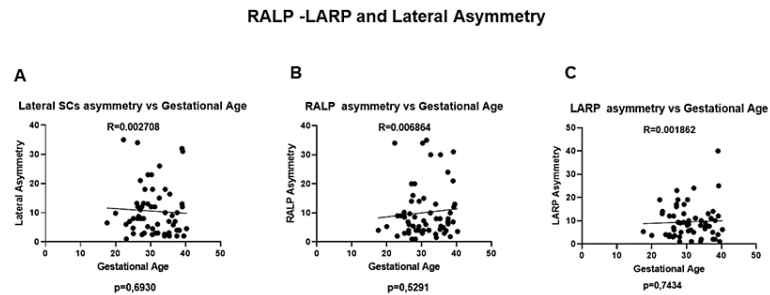 RALP -LARP and Lateral Asymmetry
A
B
C
Lateral SCs asymmetry vs Gestational Age
RALP asymmetry vs Gestational Age
LARP asymmetry vs Gestational Age
R=0.002708
R=0.006864
R=0.001862
Lateral Asymmetry
40
30
20
10
0
0 10 20 30 40 50
Gestational Age
p=0,6930
RALP Asymmetry
40
30
20
10
0
0 10 20 30 40 50
Gestational Age
p=0,5291
LARP Asymmetry
50
40
30
20
10
0
0 10 20 30 40 50
Gestational Age
p=0,7434